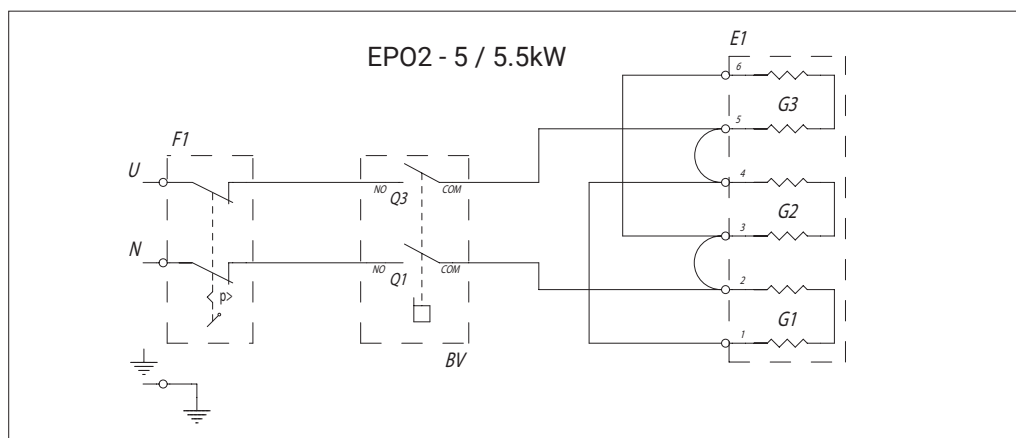 EPO2 - 5 / 5.5kW
E1
6
G3
5
F1
U
NO Q3 COM
4
G2
3
N
NO Q1 COM
2
p>
G1
1
BV